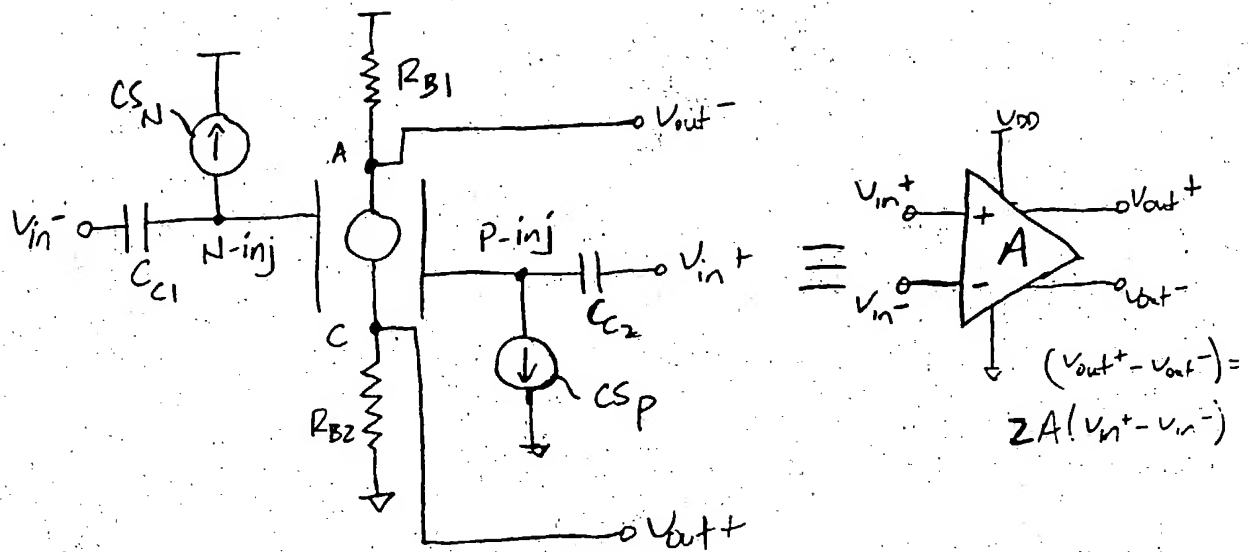 R_B1
CS_N
V_out^-
A
V_DD
V_in^-
N-inj
P-inj
V_in^+
C_C1
C_C2
C
CS_P
R_B2
V_out^+
≡
V_in^+
+
A
V_out^+
V_in^-
-
V_out^-
(V_out^+ - V_out^-) =
2A(V_in^+ - V_in^-)